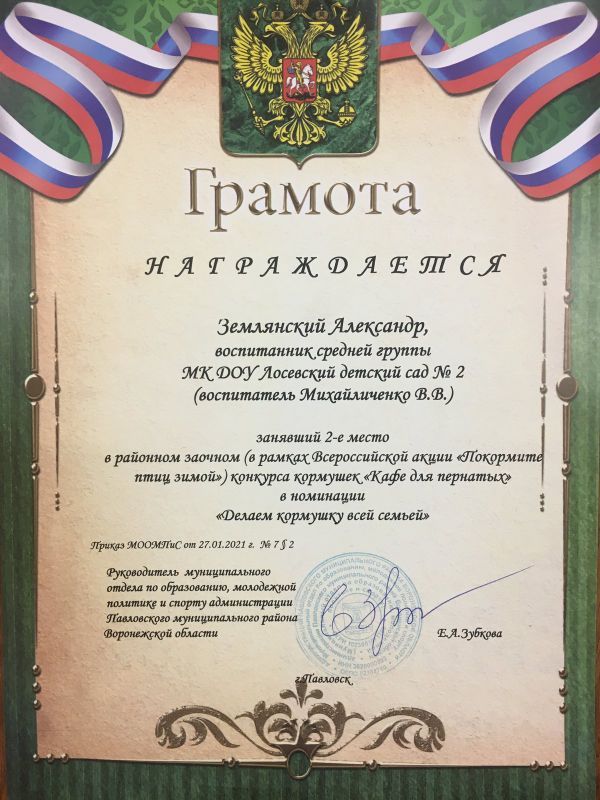 Грамота
НАГРАЖДАЕТСЯ
Землянский Александр,
воспитанник средней группы
МК ДОУ Лосевский детский сад № 2
(воспитатель Михайличенко В.В.)
занявший 2-е место
в районном заочном (в рамках Всероссийской акции «Покормите
птиц зимой») конкурса кормушек «Кафе для пернатых»
в номинации
«Делаем кормушку всей семьей»
Приказ МООМПиС от 27.01.2021 г. № 7 § 2
Руководитель муниципального
отдела по образованию, молодежной
политике и спорту администрации
Павловского муниципального района
Воронежской области
Е.А.Зубкова
г.Павловск